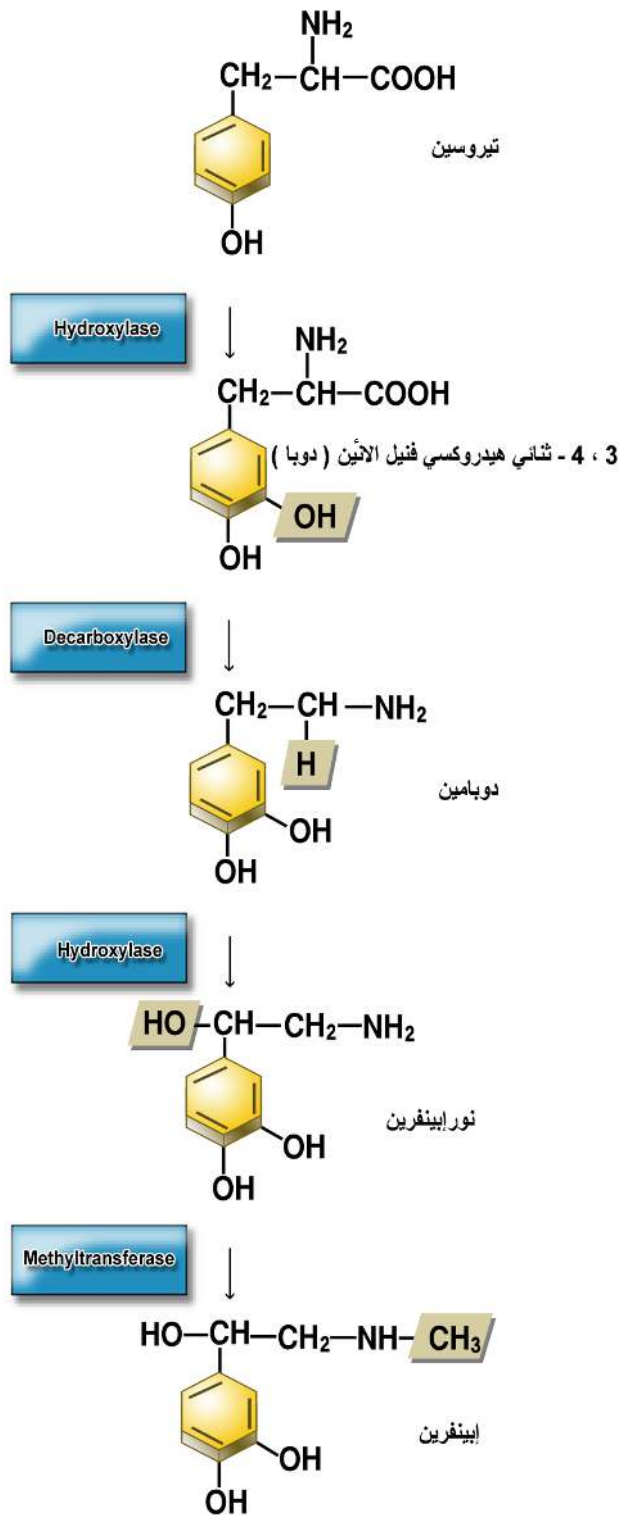 NH₂
CH₂—CH—COOH
تيروسين
OH
Hydroxylase
NH₂
CH₂—CH—COOH
3 ، 4 - ثنائي هيدروكسي فنيل الانٔين ( دوبا )
OH
OH
Decarboxylase
CH₂—CH—NH₂
H
دوبامين
OH
OH
Hydroxylase
HO—CH—CH₂—NH₂
نورإبينفرين
OH
OH
Methyltransferase
HO—CH—CH₂—NH—CH₃
إبينفرين
OH
OH